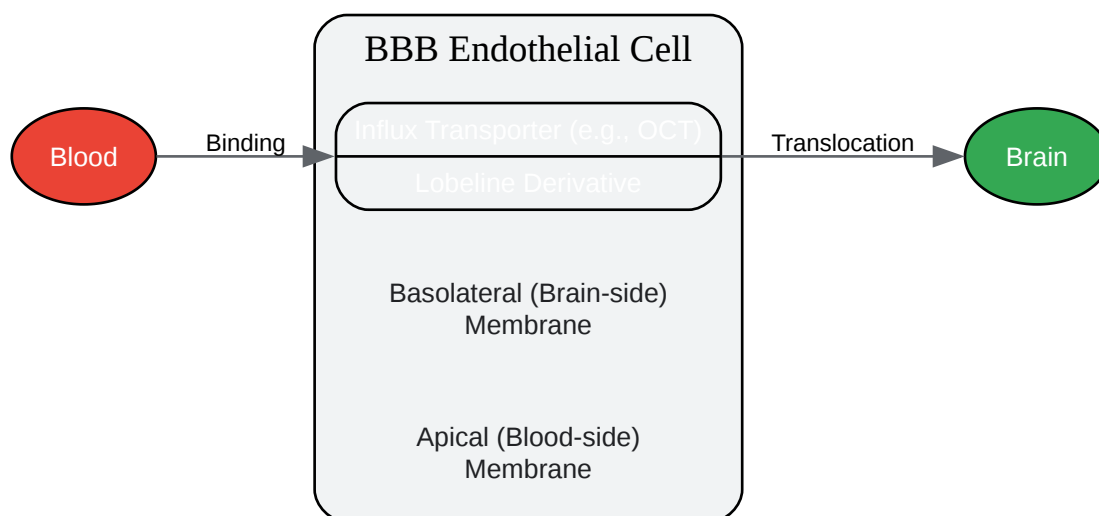 BBB Endothelial Cell
Influx Transporter (e.g., OCT)
Blood
Binding
Translocation
Brain
Lobeline Derivative
Basolateral (Brain-side)
Membrane
Apical (Blood-side)
Membrane